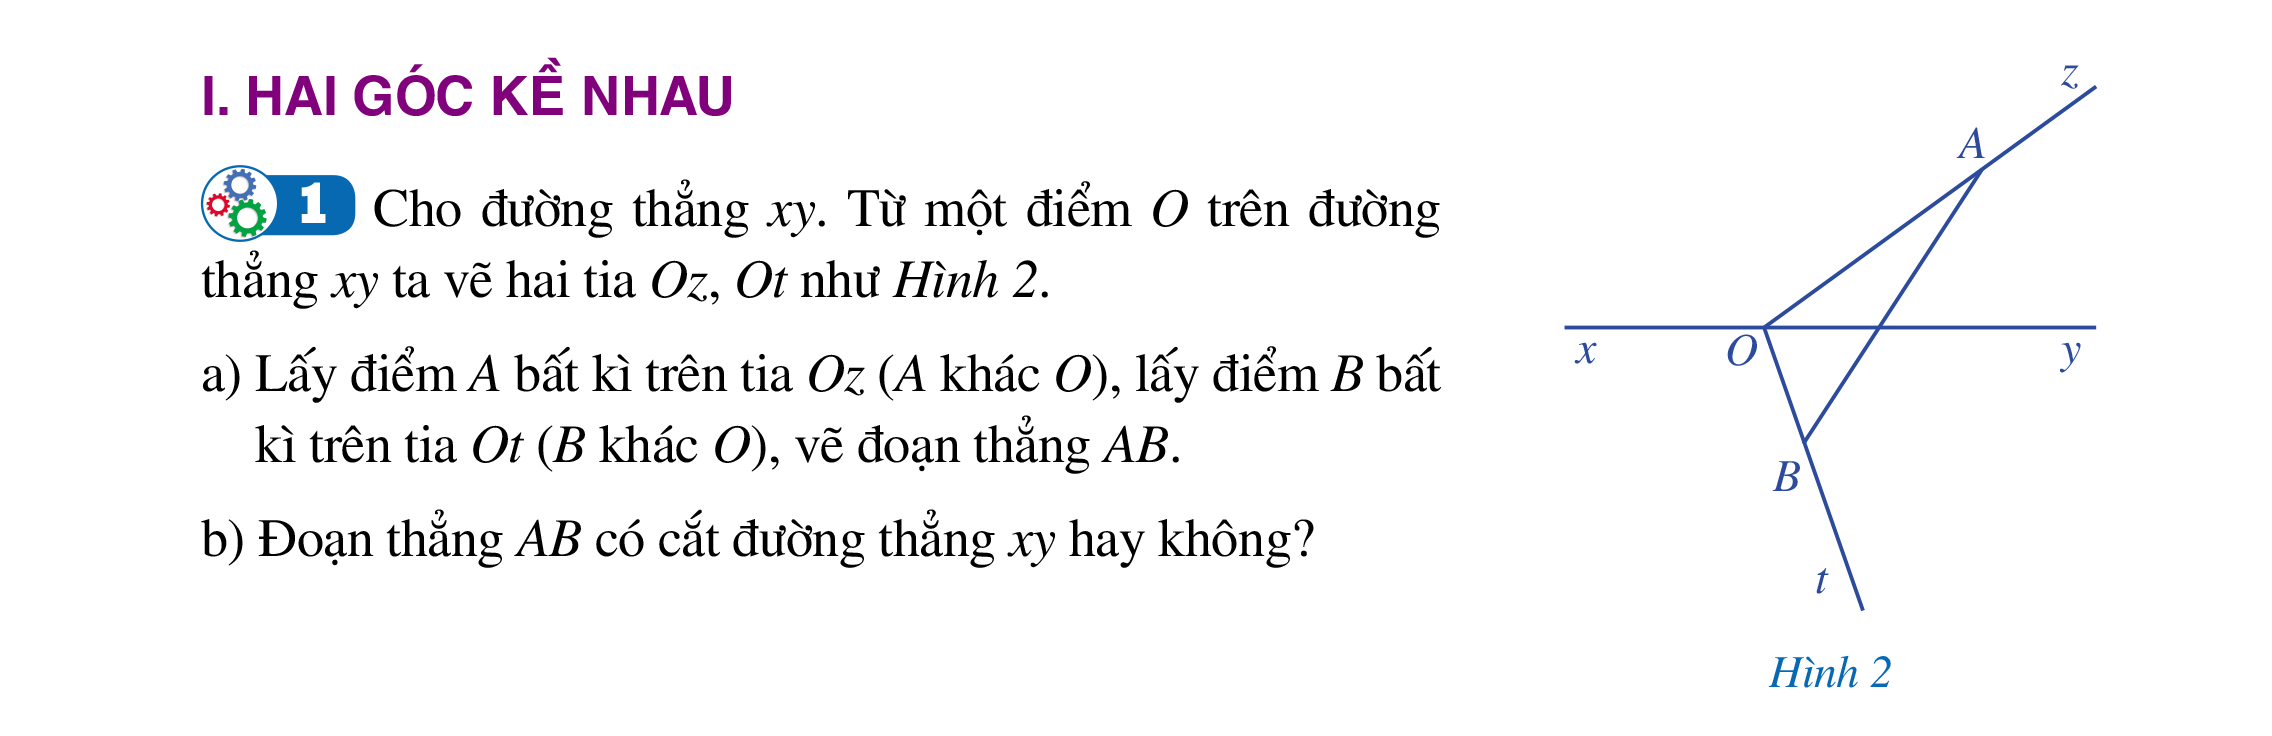 I. HAI GÓC KỀ NHAU
1 Cho đường thẳng xy. Từ một điểm O trên đường
thẳng xy ta vẽ hai tia Oz, Ot như Hình 2.
a) Lấy điểm A bất kì trên tia Oz (A khác O), lấy điểm B bất
kì trên tia Ot (B khác O), vẽ đoạn thẳng AB.
b) Đoạn thẳng AB có cắt đường thẳng xy hay không?
z
A
x
O
y
B
t
Hình 2